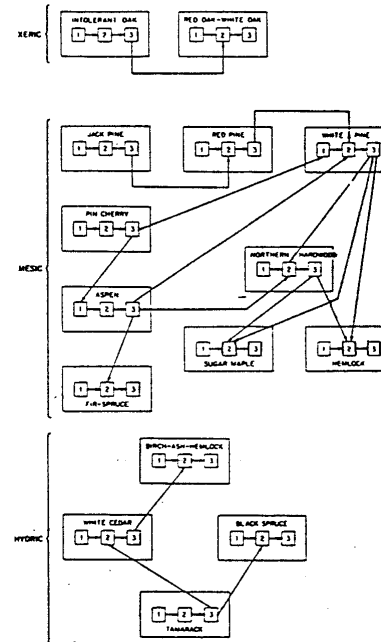 XERIC
INTOLERANT OAK
1 2 3
RED OAK-WHITE OAK
1 2 3
MESIC
JACK PINE
1 2 3
RED PINE
1 2 3
WHITE PINE
1 2 3
PIN CHERRY
1 2 3
NORTHERN HARDWOOD
1 2 3
ASPEN
1 2 3
1 2 3
SUGAR MAPLE
1 2 3
HEMLOCK
1 2 3
FIR-SPRUCE
HYDRIC
BIRCH-ASH-HEMLOCK
1 2 3
WHITE CEDAR
1 2 3
BLACK SPRUCE
1 2 3
1 2 3
TAMARACK